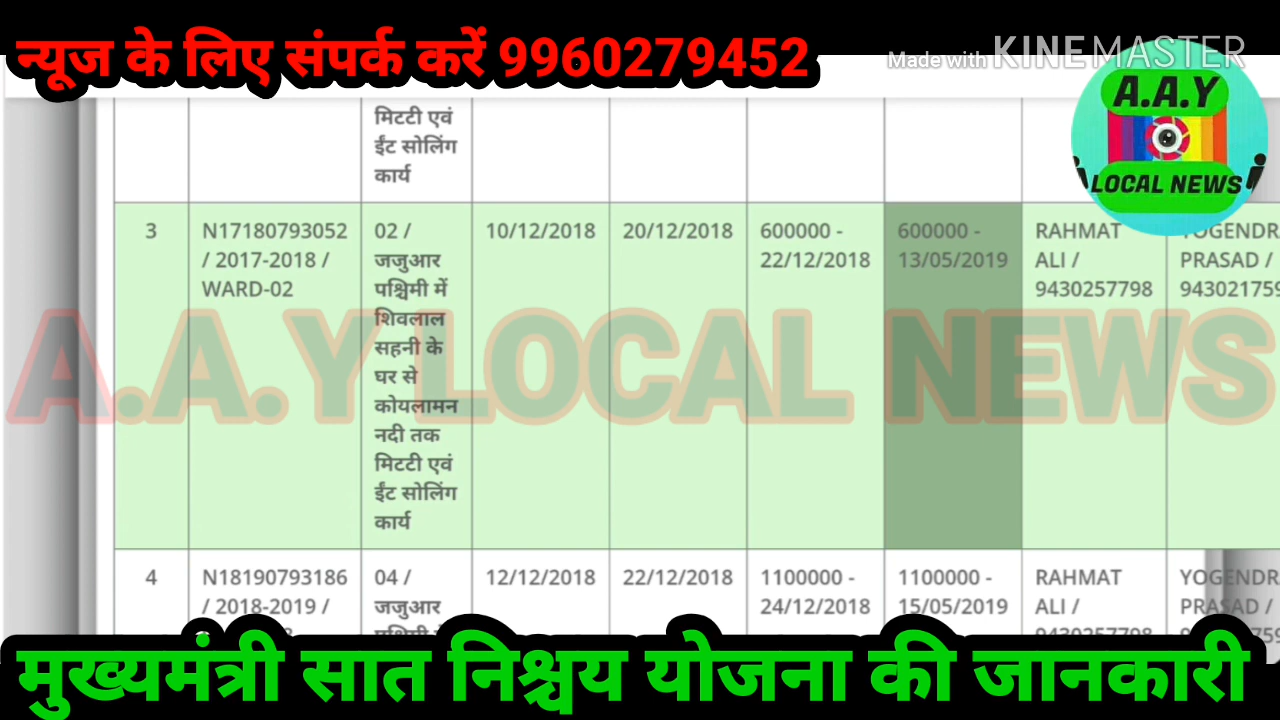 न्यूज के लिए संपर्क करें 9960279452
Made with KINEMASTER
A.A.Y
LOCAL NEWS
मिटटी एवं
ईंट सोलिंग
कार्य
3 N17180793052 02 / 10/12/2018 20/12/2018 600000 - 600000 - RAHMAT YOGENDR
/ 2017-2018 / जजुआर 22/12/2018 13/05/2019 ALI / PRASAD /
WARD-02 पश्चिमी में 9430257798 943021759
शिवलाल
सहनी के
घर से
कोयलामन
नदी तक
मिटटी एवं
ईंट सोलिंग
कार्य
A.A.Y LOCAL NEWS
4 N18190793186 04 / 12/12/2018 22/12/2018 1100000 - 1100000 - RAHMAT YOGENDR
/ 2018-2019 / जजुआर 24/12/2018 15/05/2019 ALI / PRASAD /
मुख्यमंत्री सात निश्चय योजना की जानकारी